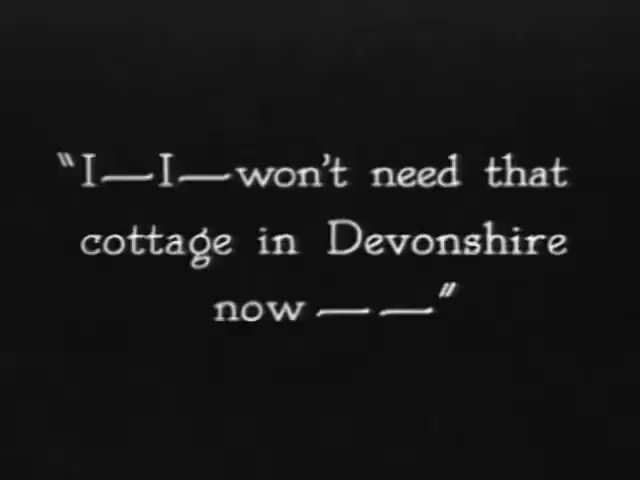 "I—I—won't need that
cottage in Devonshire
now — —"